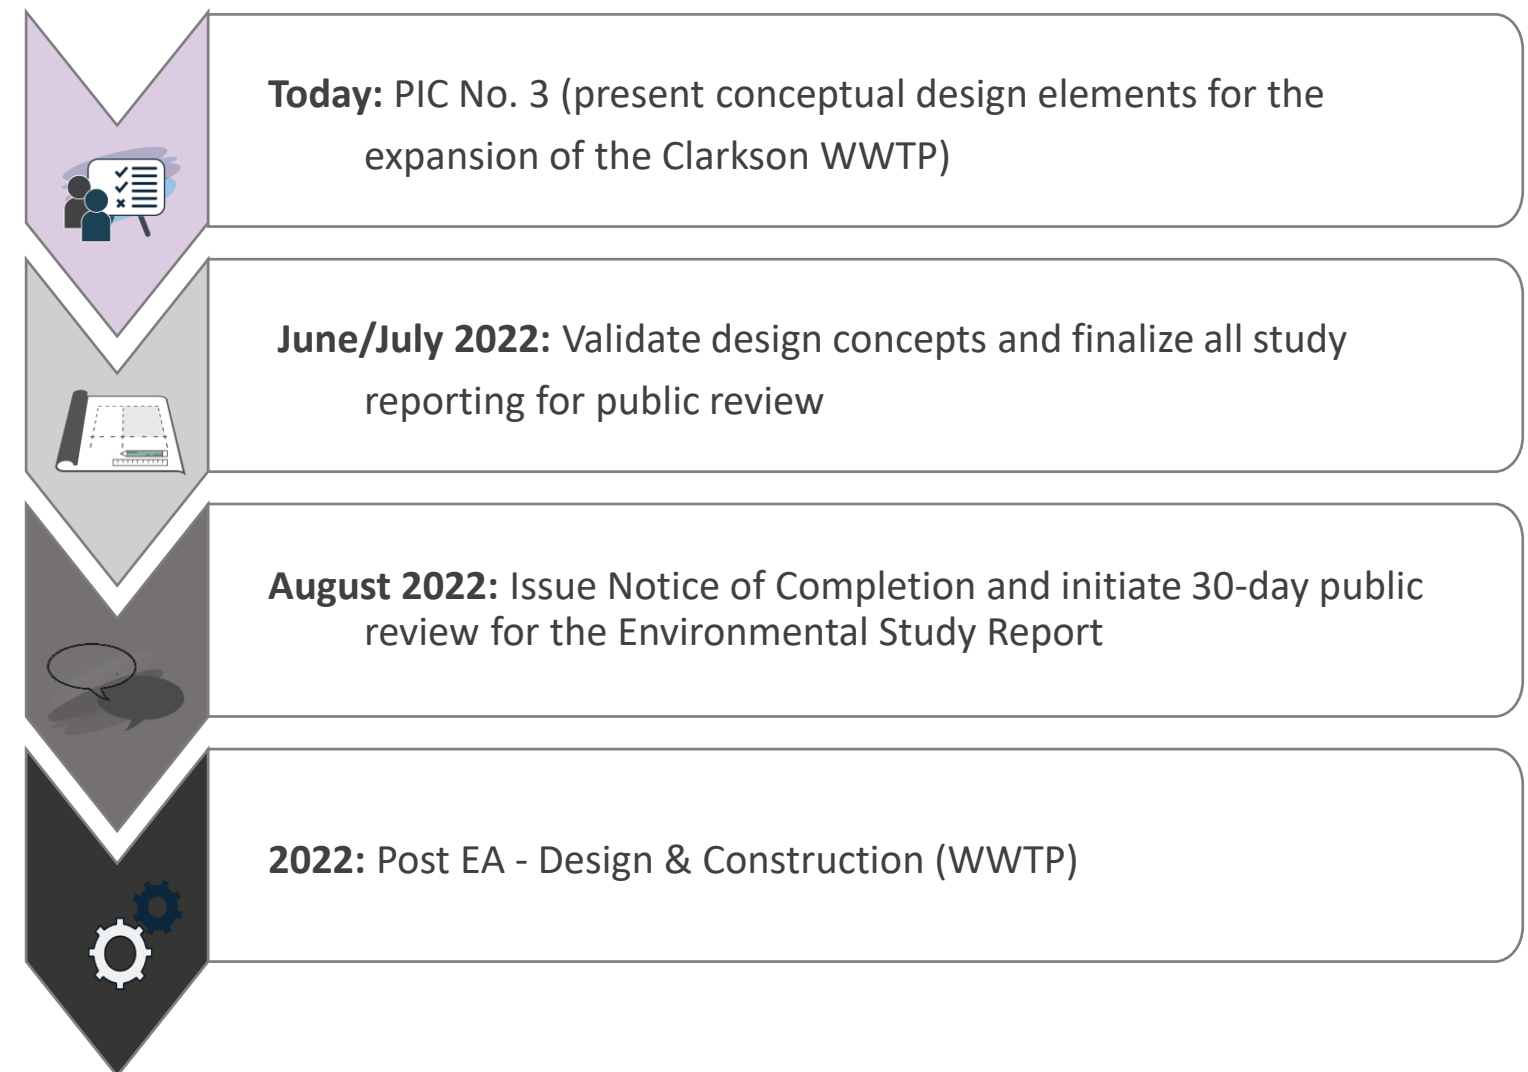 Today: PIC No. 3 (present conceptual design elements for the
expansion of the Clarkson WWTP)
June/July 2022: Validate design concepts and finalize all study
reporting for public review
August 2022: Issue Notice of Completion and initiate 30-day public
review for the Environmental Study Report
2022: Post EA - Design & Construction (WWTP)